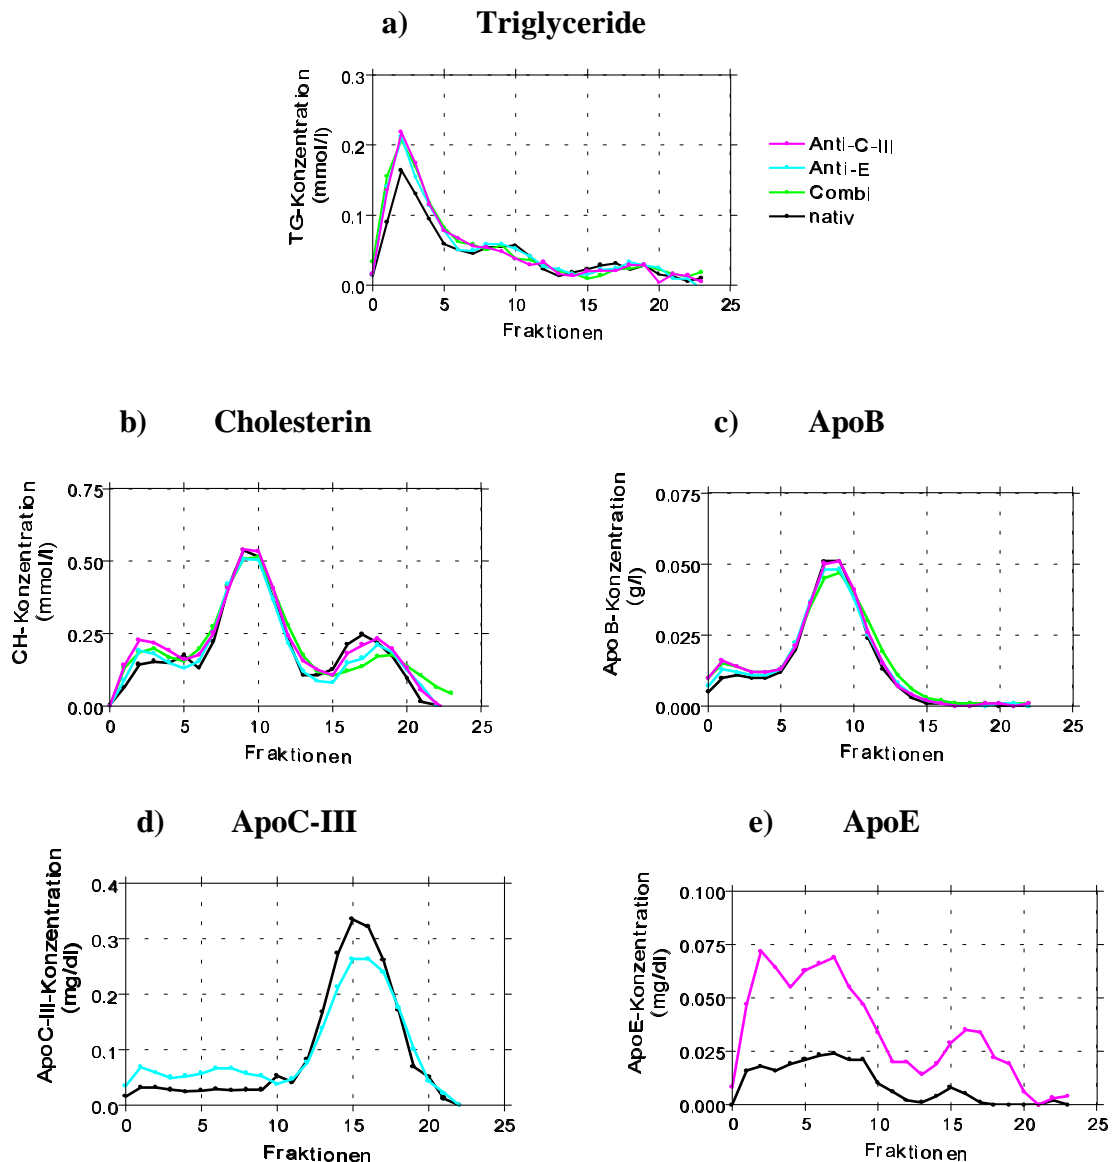 a) Triglyceride
TG-Konzentration
(mmol/l)
0.3
0.2
0.1
0.0
0 5 10 15 20 25
Fraktionen
Anti-C-III
Anti-E
Combi
nativ
b) Cholesterin
CH-Konzentration
(mmol/l)
0.75
0.50
0.25
0.00
0 5 10 15 20 25
Fraktionen
c) ApoB
ApoB-Konzentration
(g/l)
0.075
0.050
0.025
0.000
0 5 10 15 20 25
Fraktionen
d) ApoC-III
ApoC-III-Konzentration
(mg/dl)
0.4
0.3
0.2
0.1
0.0
0 5 10 15 20 25
Fraktionen
e) ApoE
ApoE-Konzentration
(mg/dl)
0.100
0.075
0.050
0.025
0.000
0 5 10 15 20 25
Fraktionen